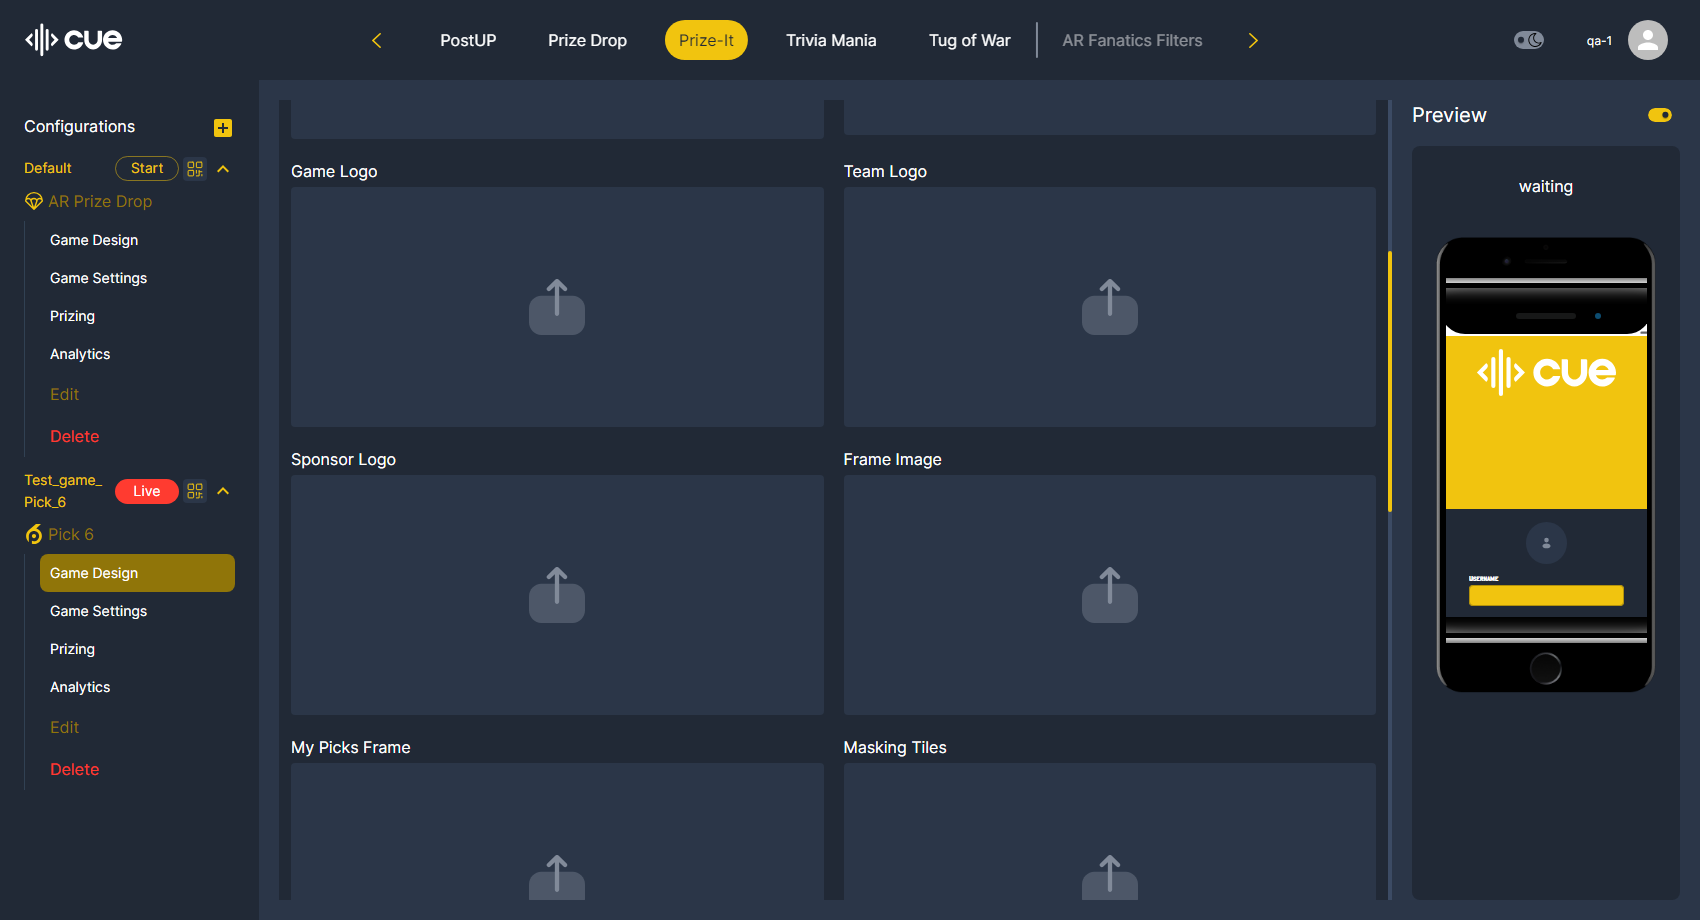 cue
PostUP
Prize Drop
Prize-It
Trivia Mania
Tug of War
AR Fanatics Filters
qa-1
Configurations
Default
Start
AR Prize Drop
Game Design
Game Settings
Prizing
Analytics
Edit
Delete
Test_game_
Pick_6
Live
Pick 6
Game Design
Game Settings
Prizing
Analytics
Edit
Delete
Game Logo
Team Logo
Sponsor Logo
Frame Image
My Picks Frame
Masking Tiles
Preview
waiting
cue
USERNAME